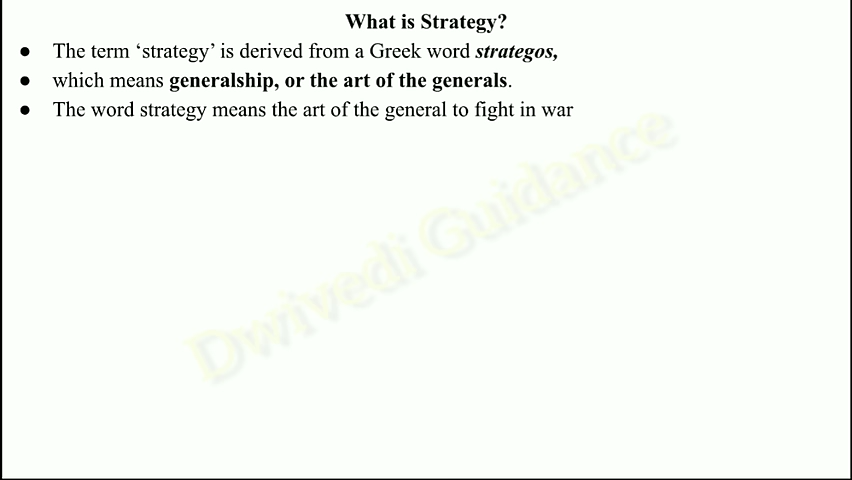 What is Strategy?
● The term ‘strategy’ is derived from a Greek word strategos,
● which means generalship, or the art of the generals.
● The word strategy means the art of the general to fight in war
Dwivedi Guidance